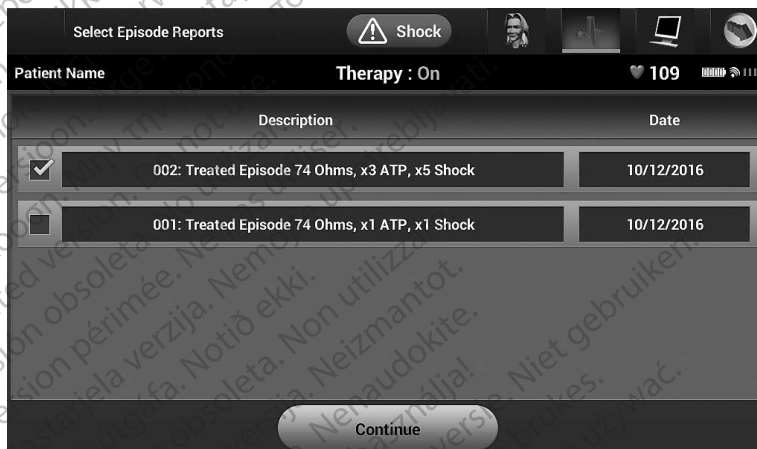 Select Episode Reports
Shock
Patient Name
Therapy : On
109
Description
Date
002: Treated Episode 74 Ohms, x3 ATP, x5 Shock
10/12/2016
001: Treated Episode 74 Ohms, x1 ATP, x1 Shock
10/12/2016
Continue